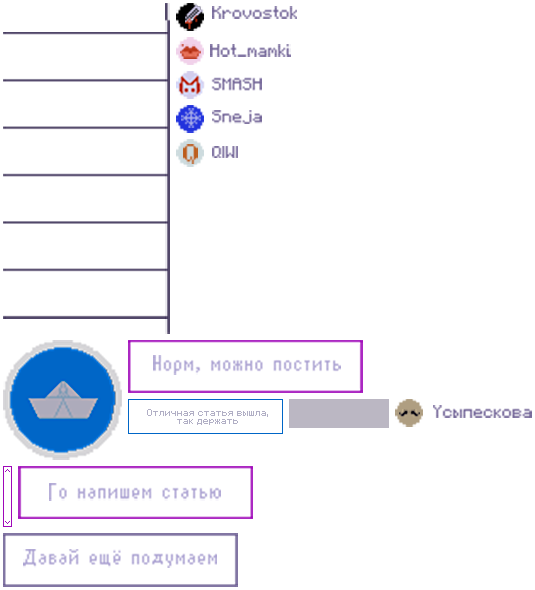 Krovostok
Hot_mamki
SMASH
Sneja
QIWI
Норм, можно постить
Отличная статья вышла,
так держать
Усыпескова
Го напишем статью
Давай ещё подумаем